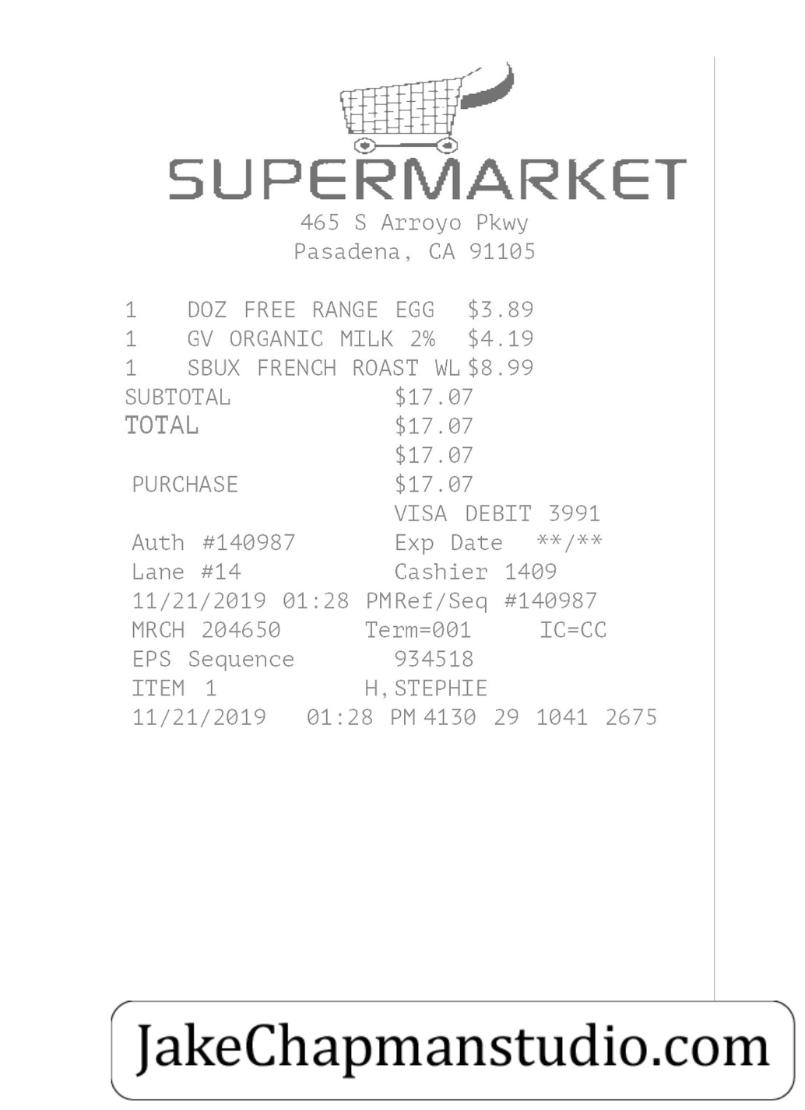 SUPERMARKET
465 S Arroyo Pkwy
Pasadena, CA 91105
1 DOZ FREE RANGE EGG $3.89
1 GV ORGANIC MILK 2% $4.19
1 SBUX FRENCH ROAST WL $8.99
SUBTOTAL $17.07
TOTAL $17.07
$17.07
PURCHASE $17.07
VISA DEBIT 3991
Auth #140987 Exp Date **/**
Lane #14 Cashier 1409
11/21/2019 01:28 PM Ref/Seq #140987
MRCH 204650 Term=001 IC=CC
EPS Sequence 934518
ITEM 1 H, STEPHIE
11/21/2019 01:28 PM 4130 29 1041 2675
JakeChapmanstudio.com